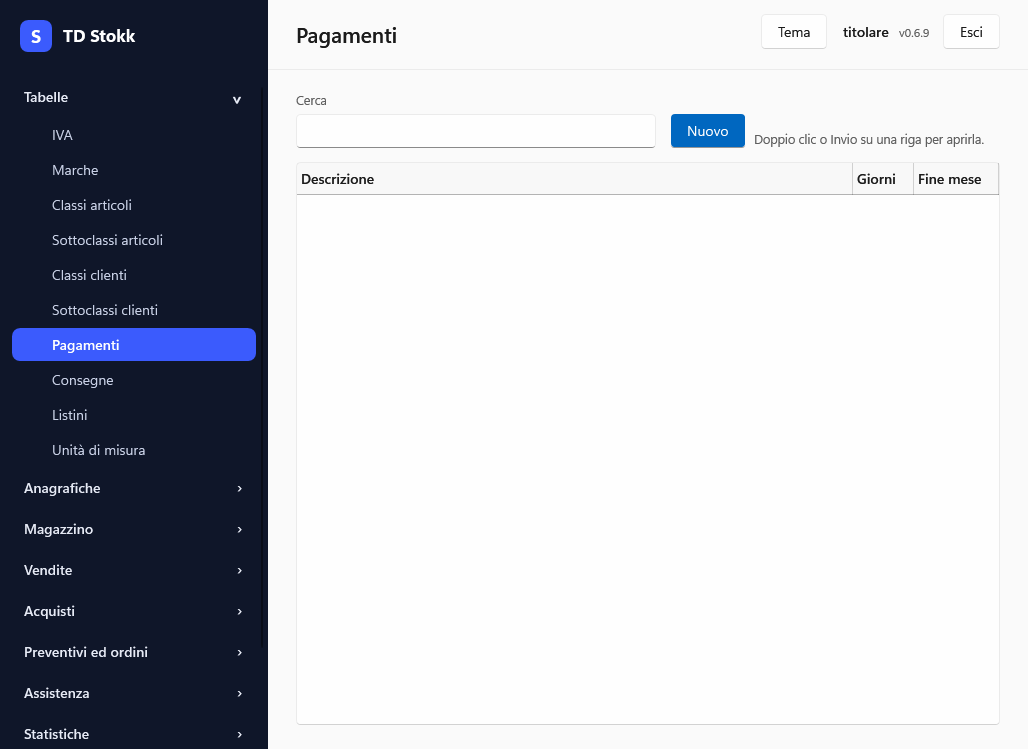 S TD Stokk
Tabelle
IVA
Marche
Classi articoli
Sottoclassi articoli
Classi clienti
Sottoclassi clienti
Pagamenti
Consegne
Listini
Unità di misura
Anagrafiche
Magazzino
Vendite
Acquisti
Preventivi ed ordini
Assistenza
Statistiche
Pagamenti
Tema titolare v0.6.9 Esci
Cerca
Nuovo Doppio clic o Invio su una riga per aprirla.
Descrizione Giorni Fine mese